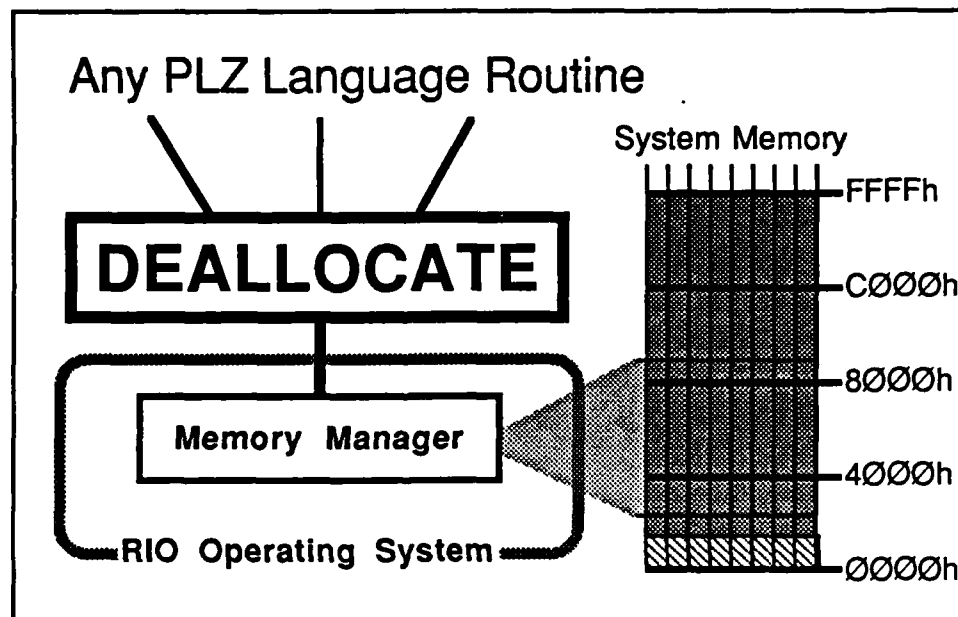 Any PLZ Language Routine
System Memory
FFFFh
DEALLOCATE
CØØØh
8ØØØh
Memory Manager
4ØØØh
RIO Operating System
ØØØØh